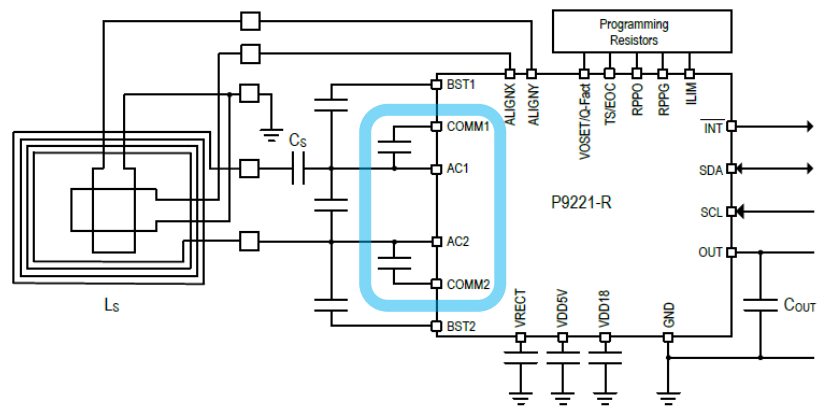 Programming
Resistors
BST1
ALIGNX
ALIGNY
VOSET/Q-Fact
TS/EOC
RPPO
RPPG
ILIM
COMM1
INT
CS
AC1
SDA
P9221-R
SCL
AC2
OUT
COMM2
LS
COUT
BST2
VRECT
VDD5V
VDD18
GND